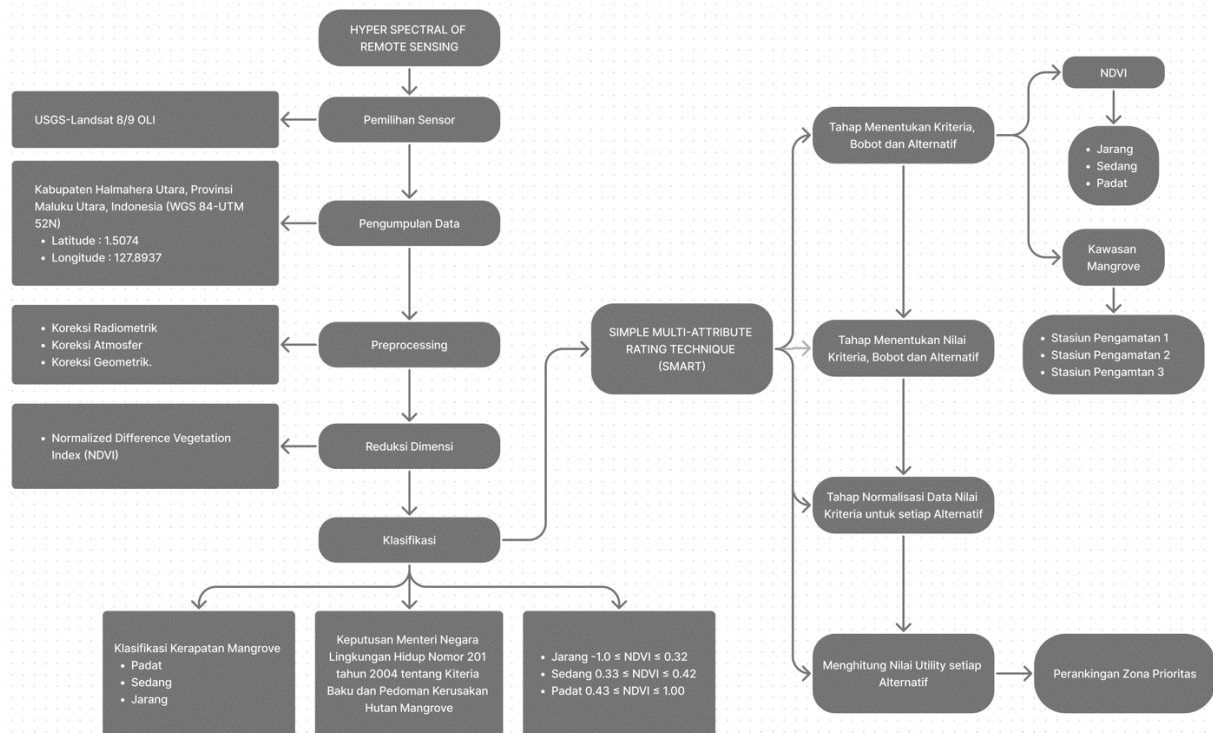 HYPER SPECTRAL OF
REMOTE SENSING
Pemilihan Sensor
USGS-Landsat 8/9 OLI
Pengumpulan Data
Kabupaten Halmahera Utara, Provinsi
Maluku Utara, Indonesia (WGS 84-UTM
52N)
• Latitude : 1.5074
• Longitude : 127.8937
Preprocessing
• Koreksi Radiometrik
• Koreksi Atmosfer
• Koreksi Geometrik.
Reduksi Dimensi
• Normalized Difference Vegetation
Index (NDVI)
Klasifikasi
Klasifikasi Kerapatan Mangrove
• Padat
• Sedang
• Jarang
Keputusan Menteri Negara
Lingkungan Hidup Nomor 201
tahun 2004 tentang Kiteria
Baku dan Pedoman Kerusakan
Hutan Mangrove
• Jarang -1.0 ≤ NDVI ≤ 0.32
• Sedang 0.33 ≤ NDVI ≤ 0.42
• Padat 0.43 ≤ NDVI ≤ 1.00
SIMPLE MULTI-ATTRIBUTE
RATING TECHNIQUE
(SMART)
Tahap Menentukan Kriteria,
Bobot dan Alternatif
NDVI
• Jarang
• Sedang
• Padat
Kawasan
Mangrove
• Stasiun Pengamatan 1
• Stasiun Pengamatan 2
• Stasiun Pengamtan 3
Tahap Menentukan Nilai
Kriteria, Bobot dan Alternatif
Tahap Normalisasi Data Nilai
Kriteria untuk setiap Alternatif
Menghitung Nilai Utility setiap
Alternatif
Perankingan Zona Prioritas